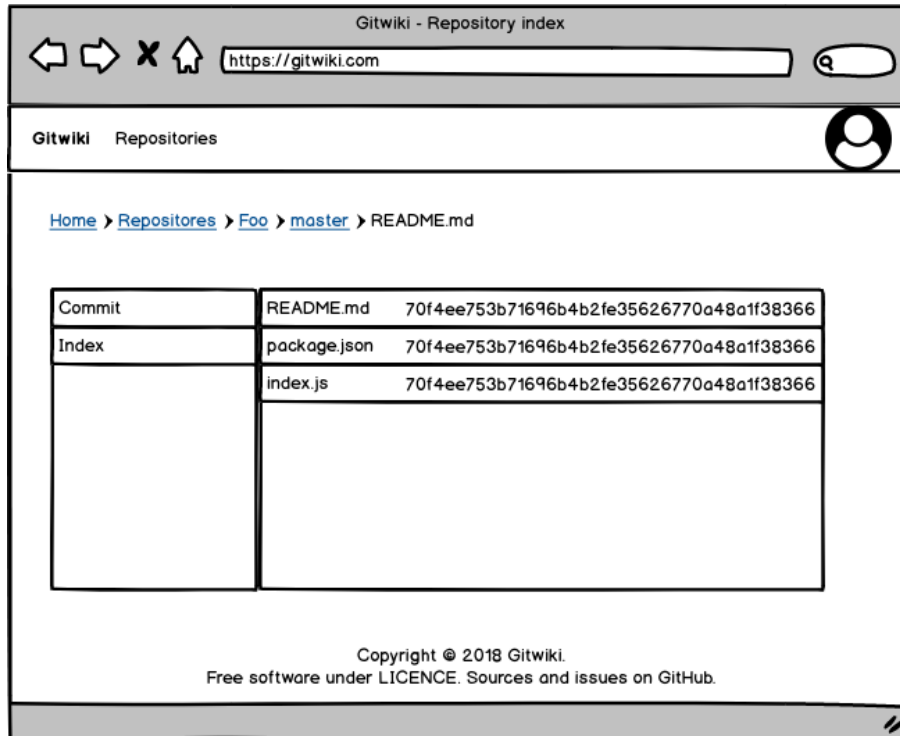 Gitwiki - Repository index
https://gitwiki.com
Gitwiki Repositories
Home > Repositores > Foo > master > README.md
Commit
Index
README.md 70f4ee753b71696b4b2fe35626770a48a1f38366
package.json 70f4ee753b71696b4b2fe35626770a48a1f38366
index.js 70f4ee753b71696b4b2fe35626770a48a1f38366
Copyright © 2018 Gitwiki.
Free software under LICENCE. Sources and issues on GitHub.